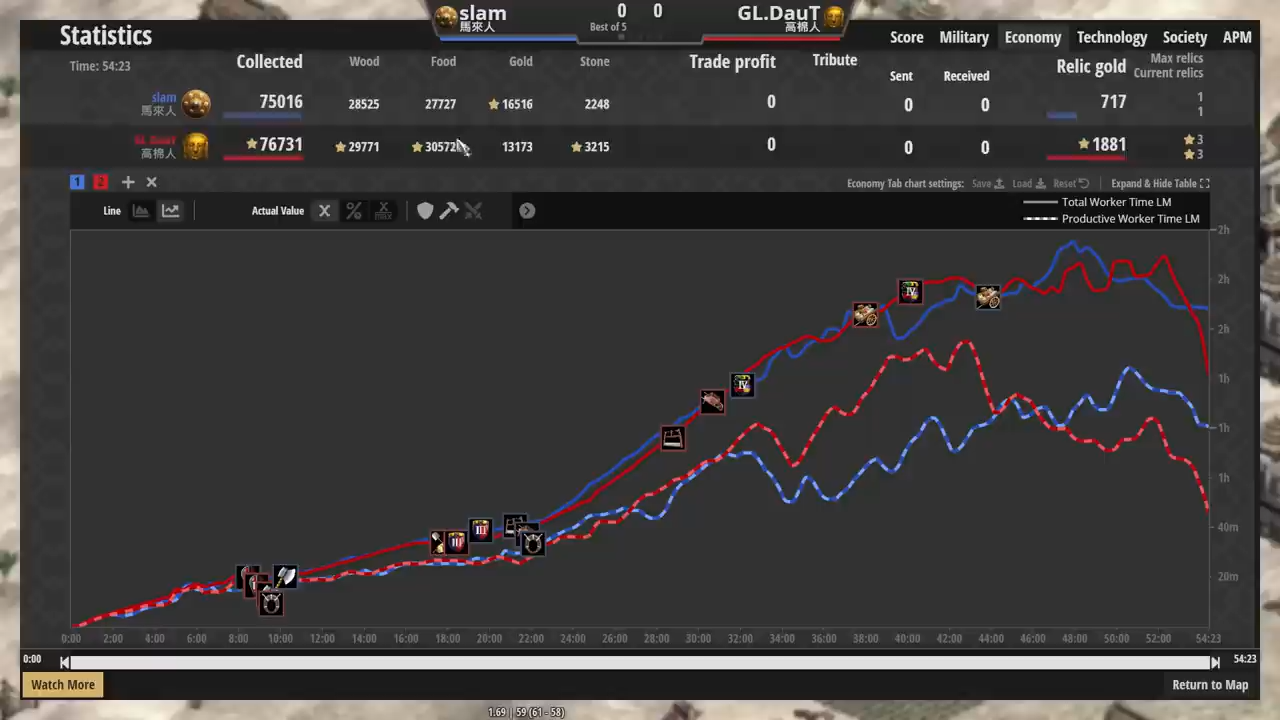 slam
馬來人
0 0
Best of 5
GL.DauT
高棉人
Statistics
Score Military Economy Technology Society APM
Time: 54:23
Collected Wood Food Gold Stone Trade profit Tribute Sent Received Relic gold Max relics
Current relics
slam
馬來人
75016 28525 27727 16516 2248 0 0 0 717 1
1
GL.DauT
高棉人
76731 29771 30572 13173 3215 0 0 0 1881 3
3
1 2
Economy Tab chart settings: Save Load Reset Expand & Hide Table
Line Actual Value X % X MAX
Total Worker Time LM
Productive Worker Time LM
2h
2h
2h
1h
1h
1h
40m
20m
IV
IV
III
III
0:00 2:00 4:00 6:00 8:00 10:00 12:00 14:00 16:00 18:00 20:00 22:00 24:00 26:00 28:00 30:00 32:00 34:00 36:00 38:00 40:00 42:00 44:00 46:00 48:00 50:00 52:00 54:23
0:00 54:23
Watch More Return to Map
1.69 | 59 (61 - 58)